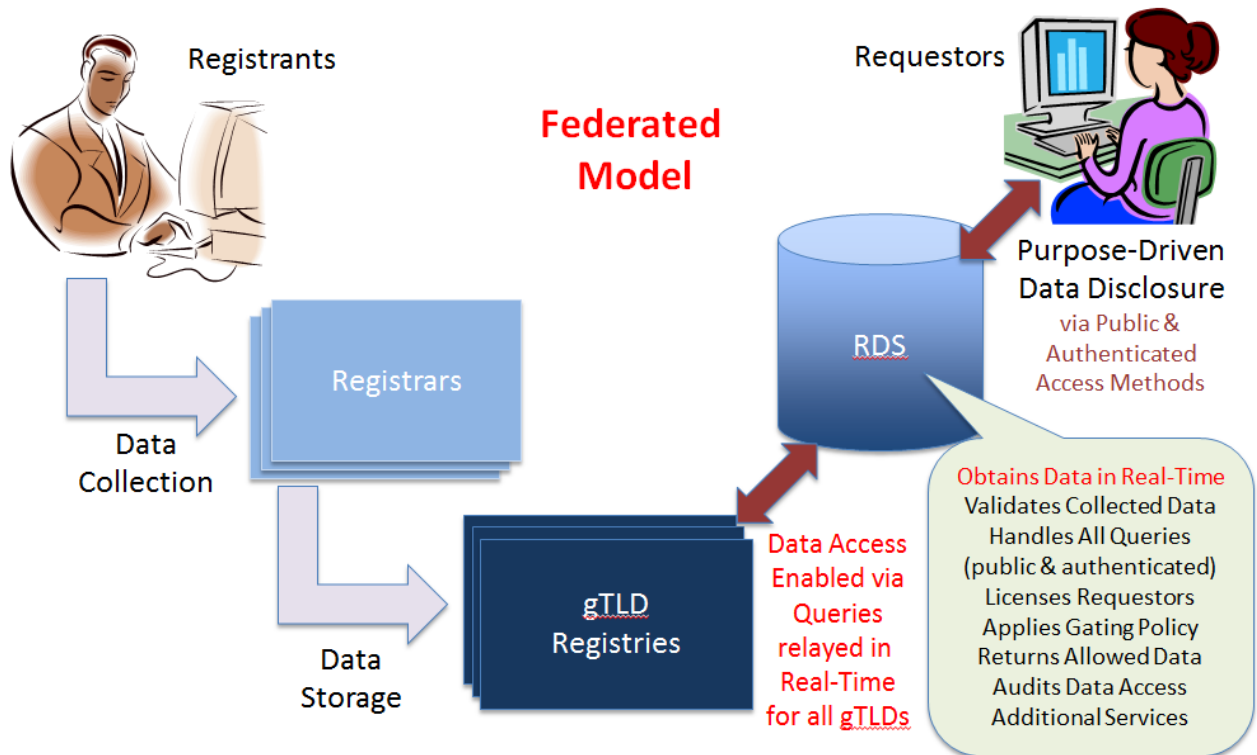 Registrants
Requestors
Federated
Model
Purpose-Driven
Data Disclosure
via Public &
Authenticated
Access Methods
RDS
Registrars
Data
Collection
Obtains Data in Real-Time
Validates Collected Data
Handles All Queries
(public & authenticated)
Licenses Requestors
Applies Gating Policy
Returns Allowed Data
Audits Data Access
Additional Services
Data Access
Enabled via
Queries
relayed in
Real-Time
for all gTLDs
gTLD
Registries
Data
Storage